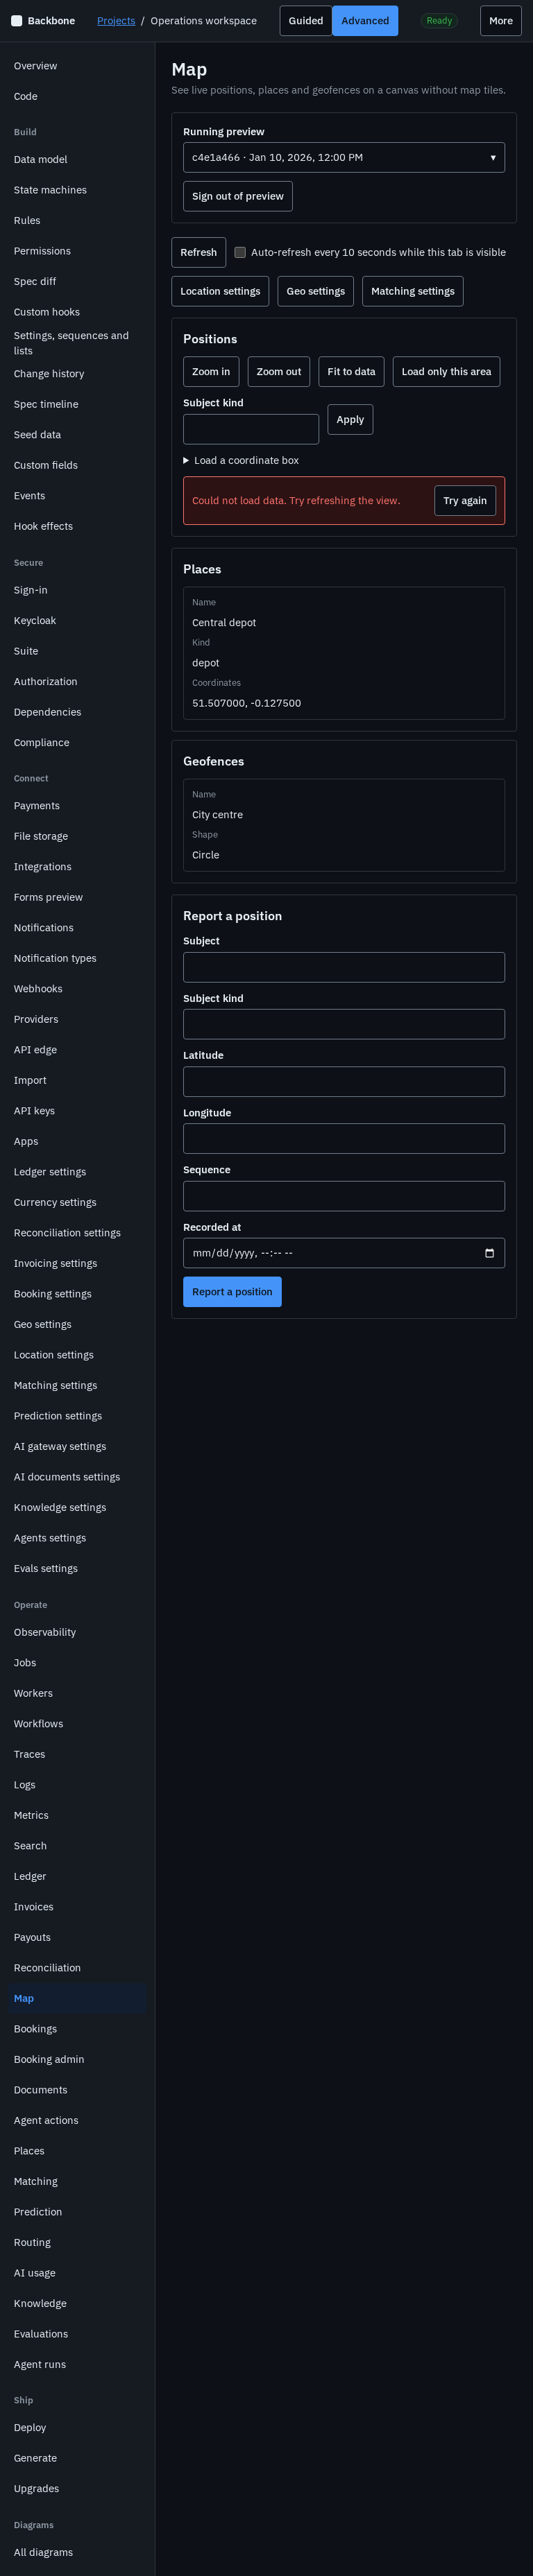 Backbone
Projects / Operations workspace
Guided
Advanced
Ready
More
Overview
Code
Build
Data model
State machines
Rules
Permissions
Spec diff
Custom hooks
Settings, sequences and
lists
Change history
Spec timeline
Seed data
Custom fields
Events
Hook effects
Secure
Sign-in
Keycloak
Suite
Authorization
Dependencies
Compliance
Connect
Payments
File storage
Integrations
Forms preview
Notifications
Notification types
Webhooks
Providers
API edge
Import
API keys
Apps
Ledger settings
Currency settings
Reconciliation settings
Invoicing settings
Booking settings
Geo settings
Location settings
Matching settings
Prediction settings
AI gateway settings
AI documents settings
Knowledge settings
Agents settings
Evals settings
Operate
Observability
Jobs
Workers
Workflows
Traces
Logs
Metrics
Search
Ledger
Invoices
Payouts
Reconciliation
Map
Bookings
Booking admin
Documents
Agent actions
Places
Matching
Prediction
Routing
AI usage
Knowledge
Evaluations
Agent runs
Ship
Deploy
Generate
Upgrades
Diagrams
All diagrams
Map
See live positions, places and geofences on a canvas without map tiles.
Running preview
c4e1a466 · Jan 10, 2026, 12:00 PM
Sign out of preview
Refresh
Auto-refresh every 10 seconds while this tab is visible
Location settings
Geo settings
Matching settings
Positions
Zoom in
Zoom out
Fit to data
Load only this area
Subject kind
Apply
Load a coordinate box
Could not load data. Try refreshing the view.
Try again
Places
Name
Central depot
Kind
depot
Coordinates
51.507000, -0.127500
Geofences
Name
City centre
Shape
Circle
Report a position
Subject
Subject kind
Latitude
Longitude
Sequence
Recorded at
mm/dd/yyyy, --:-- --
Report a position